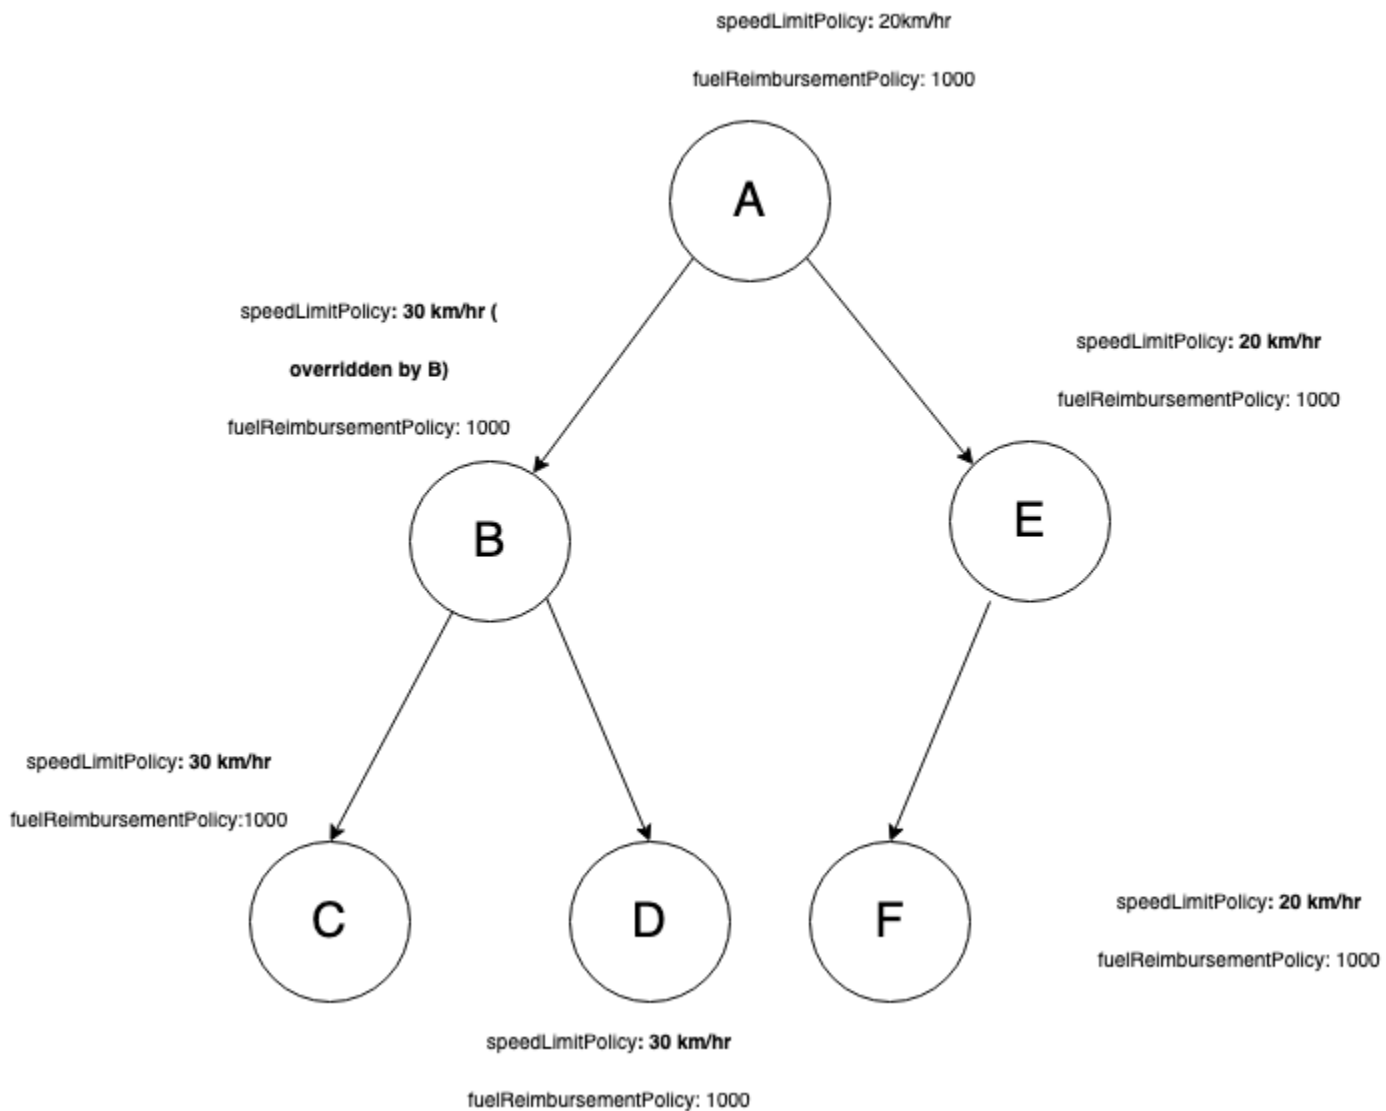 speedLimitPolicy: 20km/hr
fuelReimbursementPolicy: 1000
A
speedLimitPolicy: 30 km/hr (
overridden by B)
fuelReimbursementPolicy: 1000
speedLimitPolicy: 20 km/hr
fuelReimbursementPolicy: 1000
B
E
speedLimitPolicy: 30 km/hr
fuelReimbursementPolicy:1000
C
D
F
speedLimitPolicy: 20 km/hr
fuelReimbursementPolicy: 1000
speedLimitPolicy: 30 km/hr
fuelReimbursementPolicy: 1000